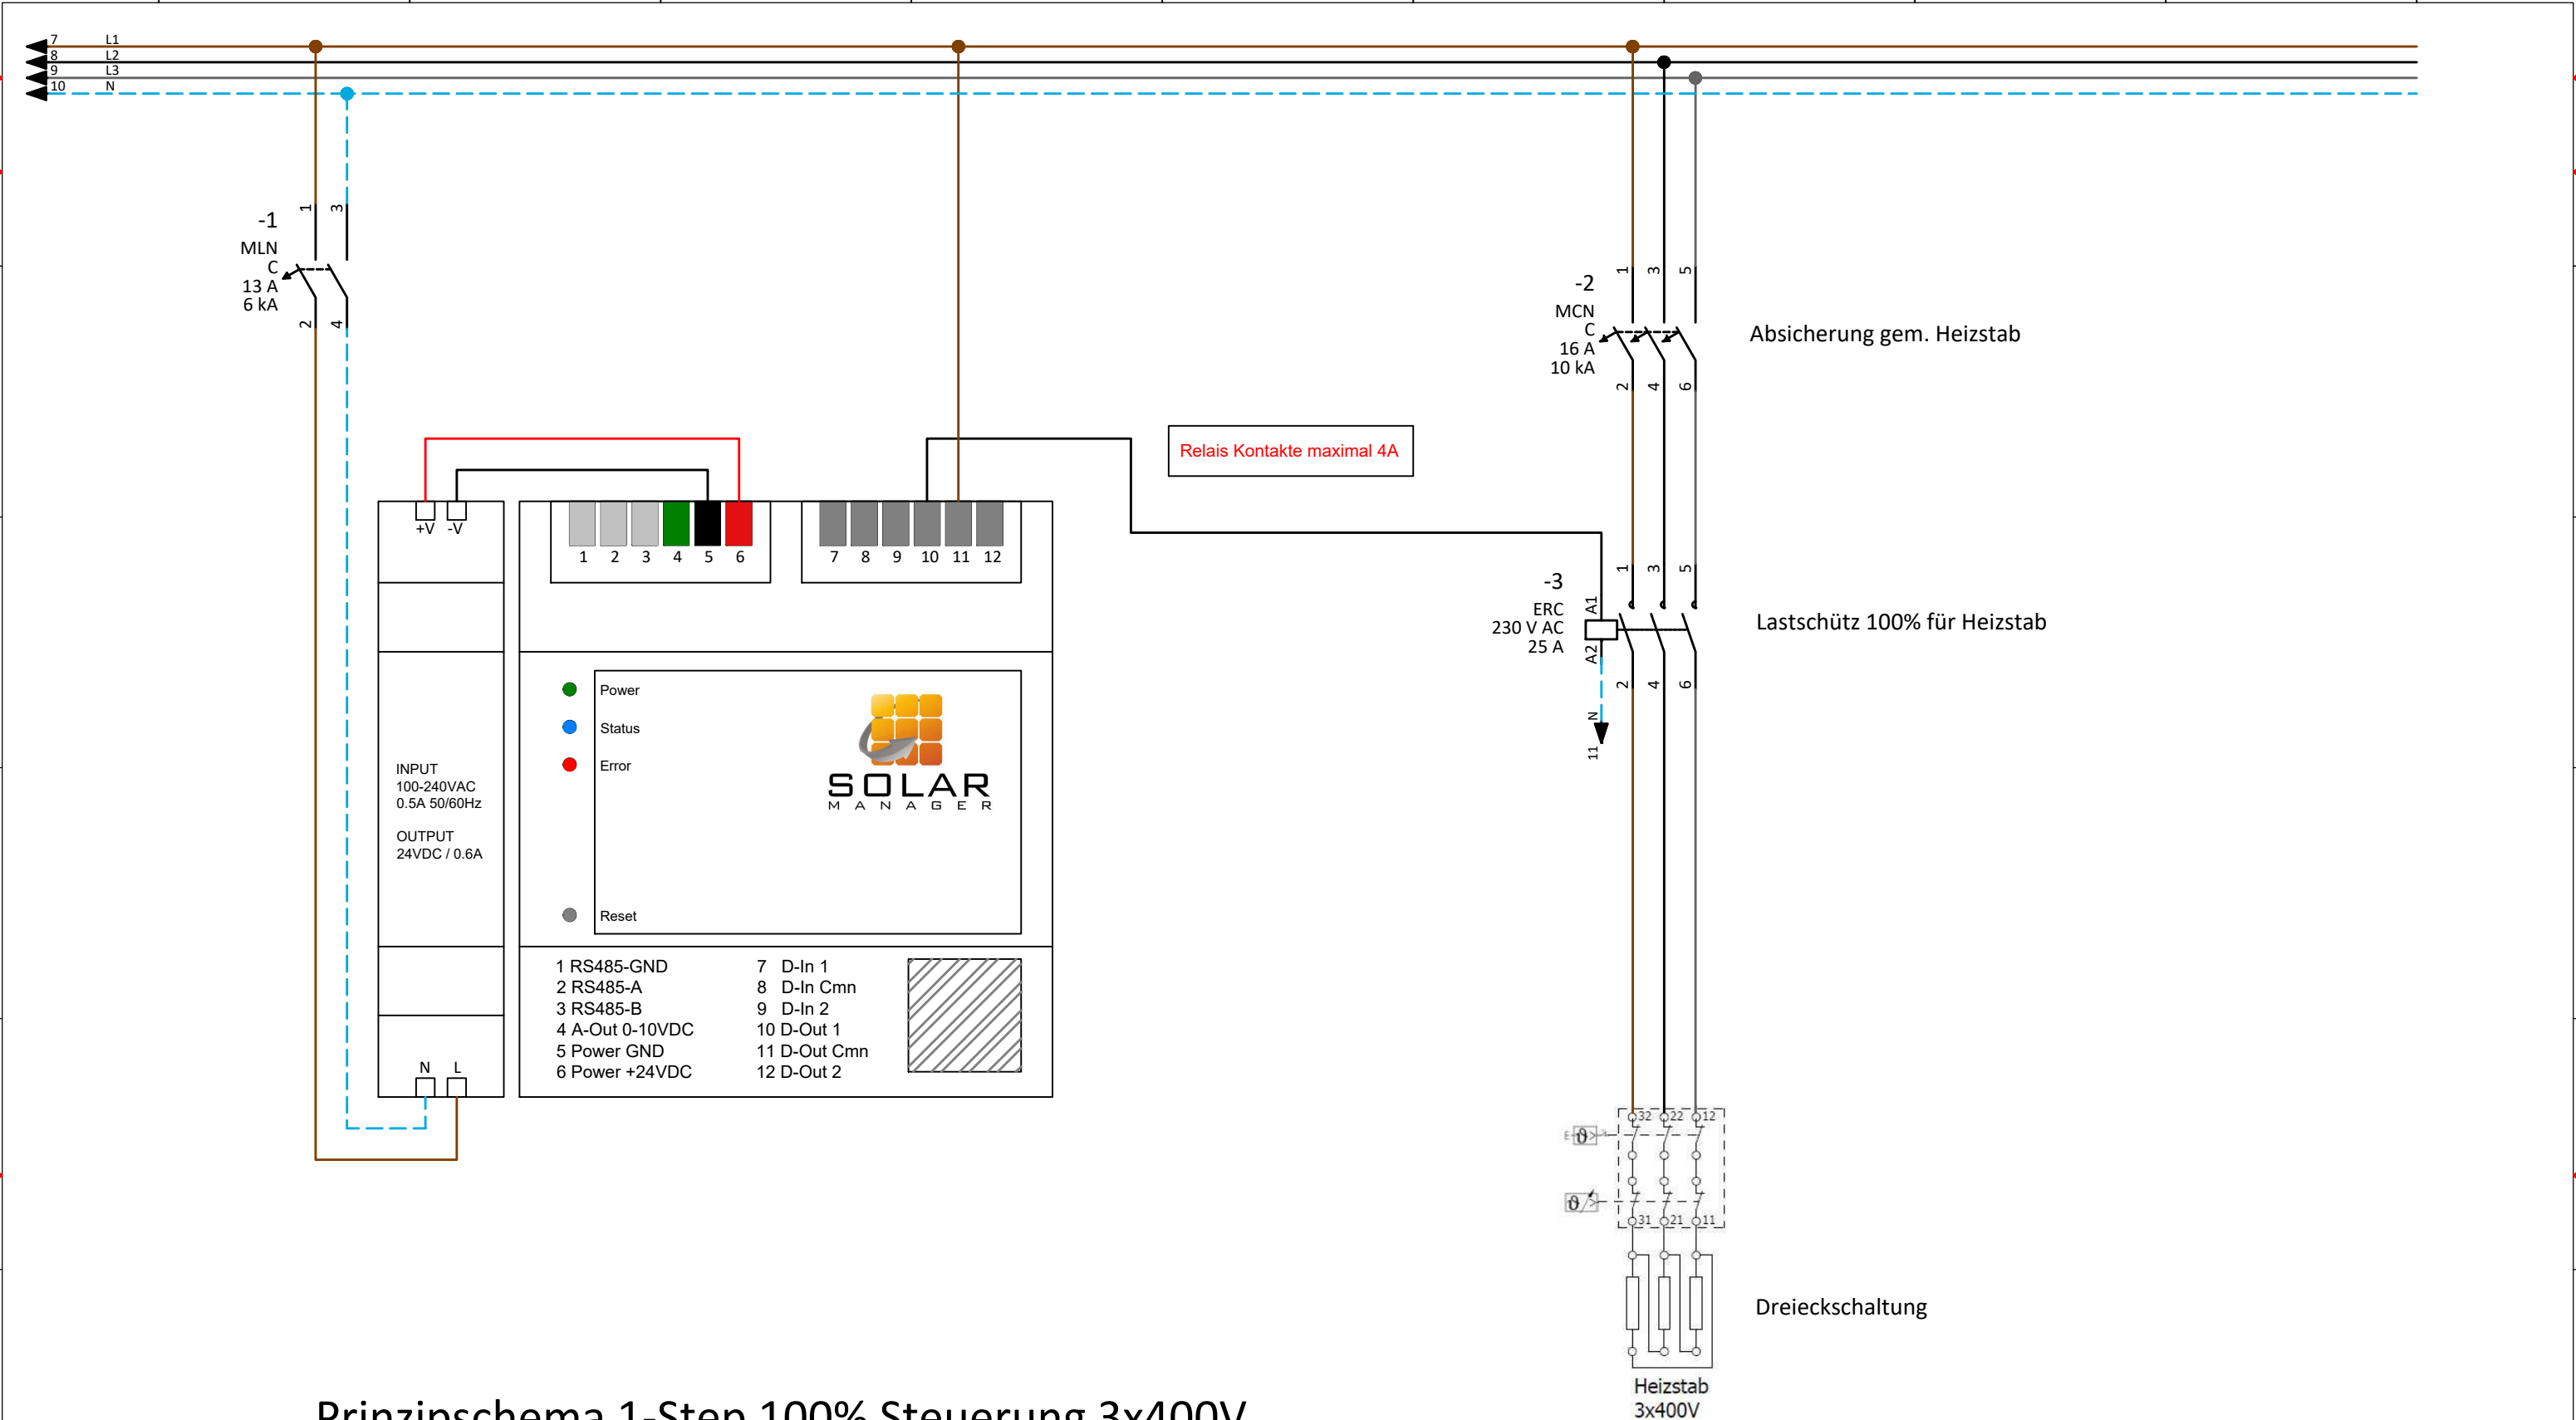 7 L1
8 L2
9 L3
10 N
-1
MLN
C
13 A
6 kA
1 3
2 4
-2
MCN
C
16 A
10 kA
1 3 5
2 4 6
Absicherung gem. Heizstab
Relais Kontakte maximal 4A
+V -V
1 2 3 4 5 6
7 8 9 10 11 12
-3
ERC
230 V AC
25 A
A1
A2
1 3 5
2 4 6
N
11
Lastschütz 100% für Heizstab
Power
Status
Error
Reset
SOLAR
MANAGER
INPUT
100-240VAC
0.5A 50/60Hz
OUTPUT
24VDC / 0.6A
N L
1 RS485-GND
2 RS485-A
3 RS485-B
4 A-Out 0-10VDC
5 Power GND
6 Power +24VDC
7 D-In 1
8 D-In Cmn
9 D-In 2
10 D-Out 1
11 D-Out Cmn
12 D-Out 2
32 22 12
E ϑ >
ϑ
31 21 11
Dreieckschaltung
Heizstab
3x400V
Prinzipschema 1-Step 100% Steuerung 3x400V